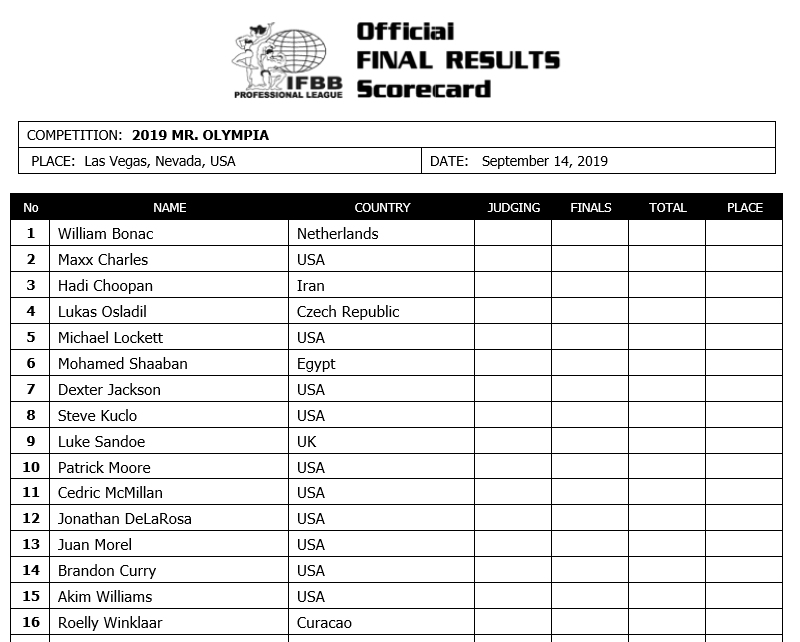 Official
FINAL RESULTS
Scorecard
IFBB
PROFESSIONAL LEAGUE
COMPETITION: 2019 MR. OLYMPIA
PLACE: Las Vegas, Nevada, USA DATE: September 14, 2019
No NAME COUNTRY JUDGING FINALS TOTAL PLACE
1 William Bonac Netherlands
2 Maxx Charles USA
3 Hadi Choopan Iran
4 Lukas Osladil Czech Republic
5 Michael Lockett USA
6 Mohamed Shaaban Egypt
7 Dexter Jackson USA
8 Steve Kuclo USA
9 Luke Sandoe UK
10 Patrick Moore USA
11 Cedric McMillan USA
12 Jonathan DeLaRosa USA
13 Juan Morel USA
14 Brandon Curry USA
15 Akim Williams USA
16 Roelly Winklaar Curacao